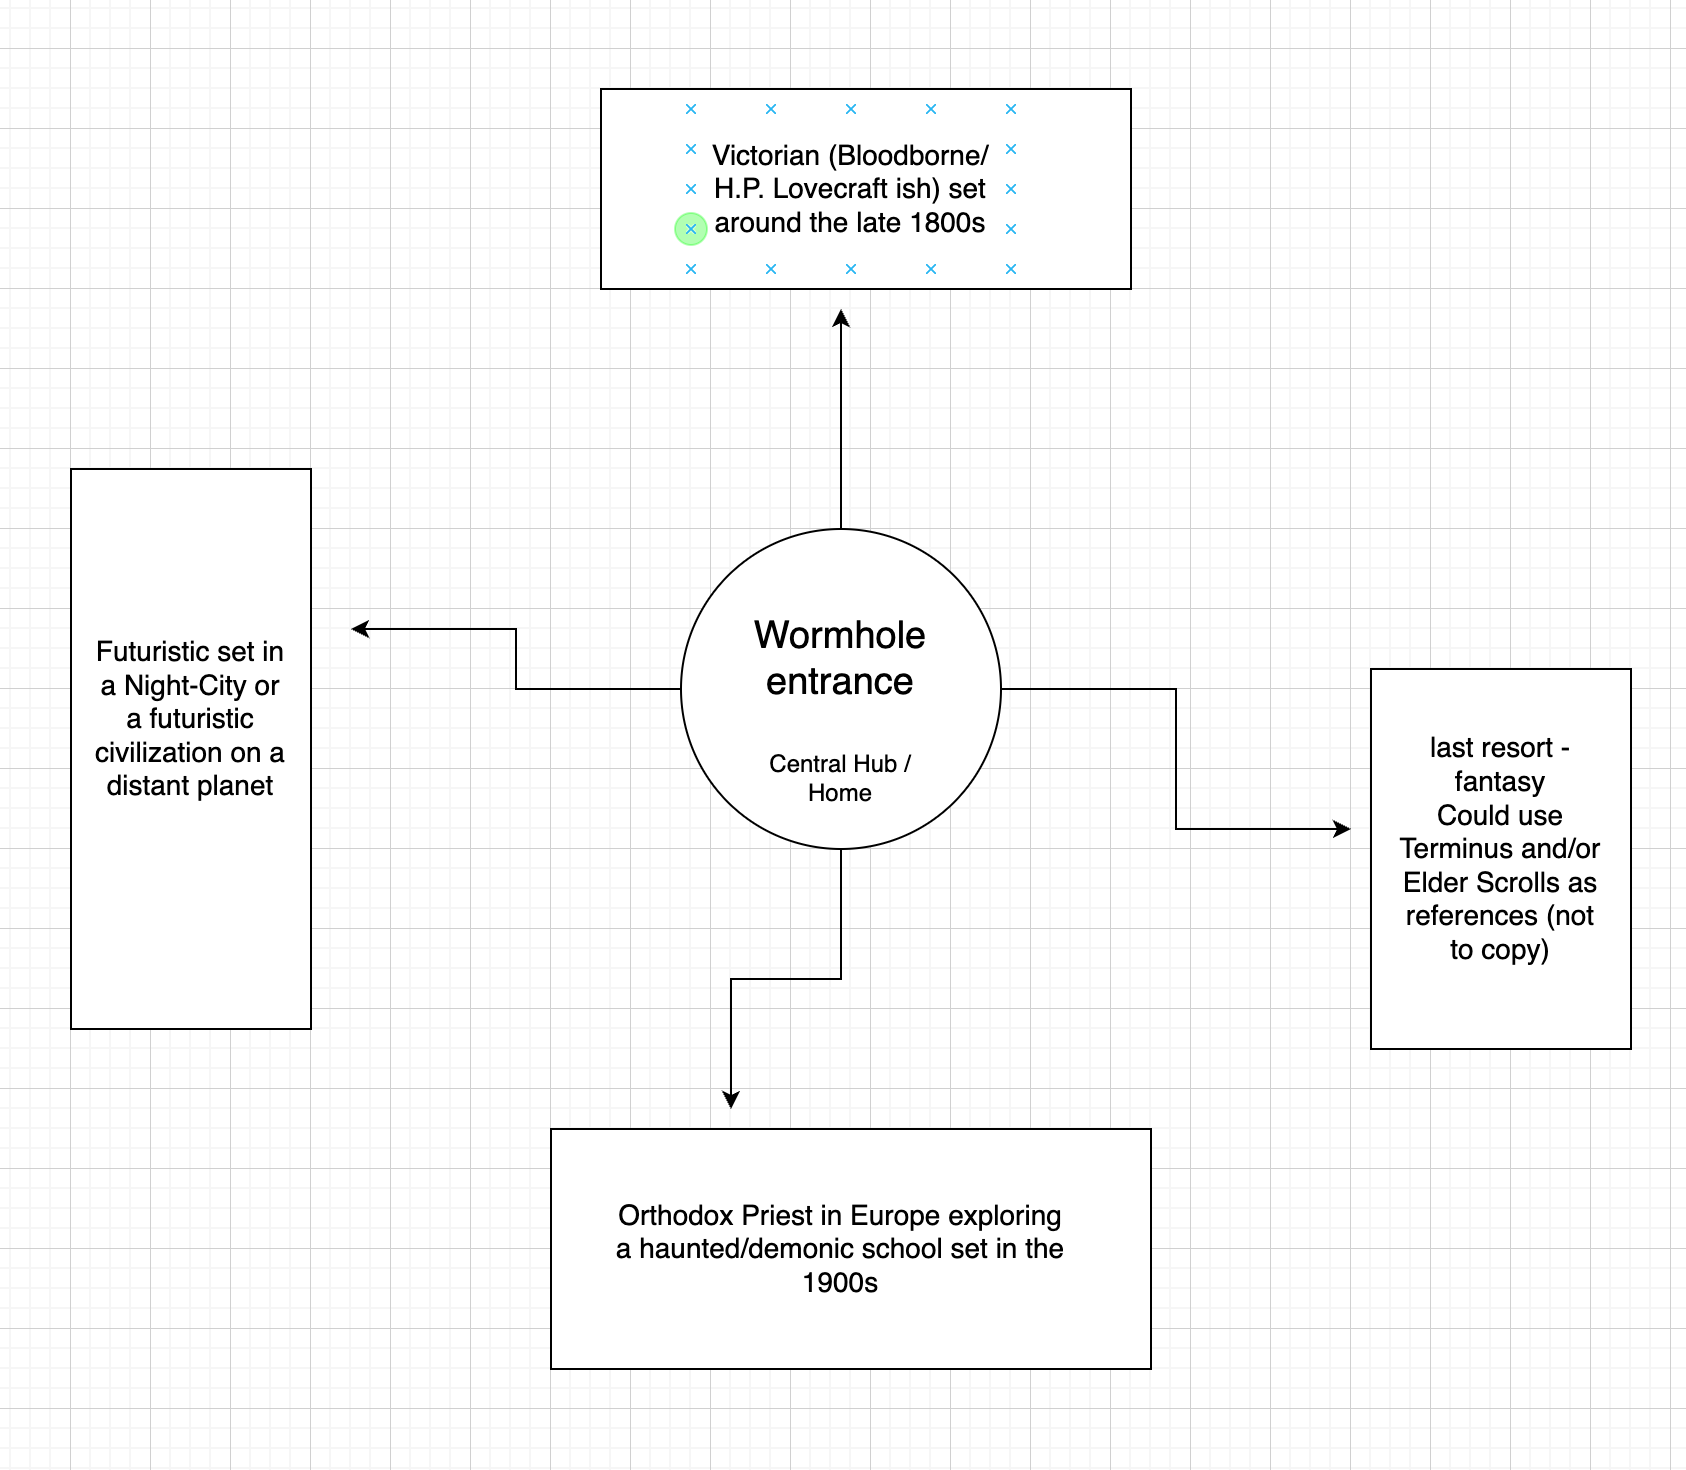 Victorian (Bloodborne/
H.P. Lovecraft ish) set
around the late 1800s
Futuristic set in
a Night-City or
a futuristic
civilization on a
distant planet
Wormhole
entrance
Central Hub /
Home
last resort -
fantasy
Could use
Terminus and/or
Elder Scrolls as
references (not
to copy)
Orthodox Priest in Europe exploring
a haunted/demonic school set in the
1900s